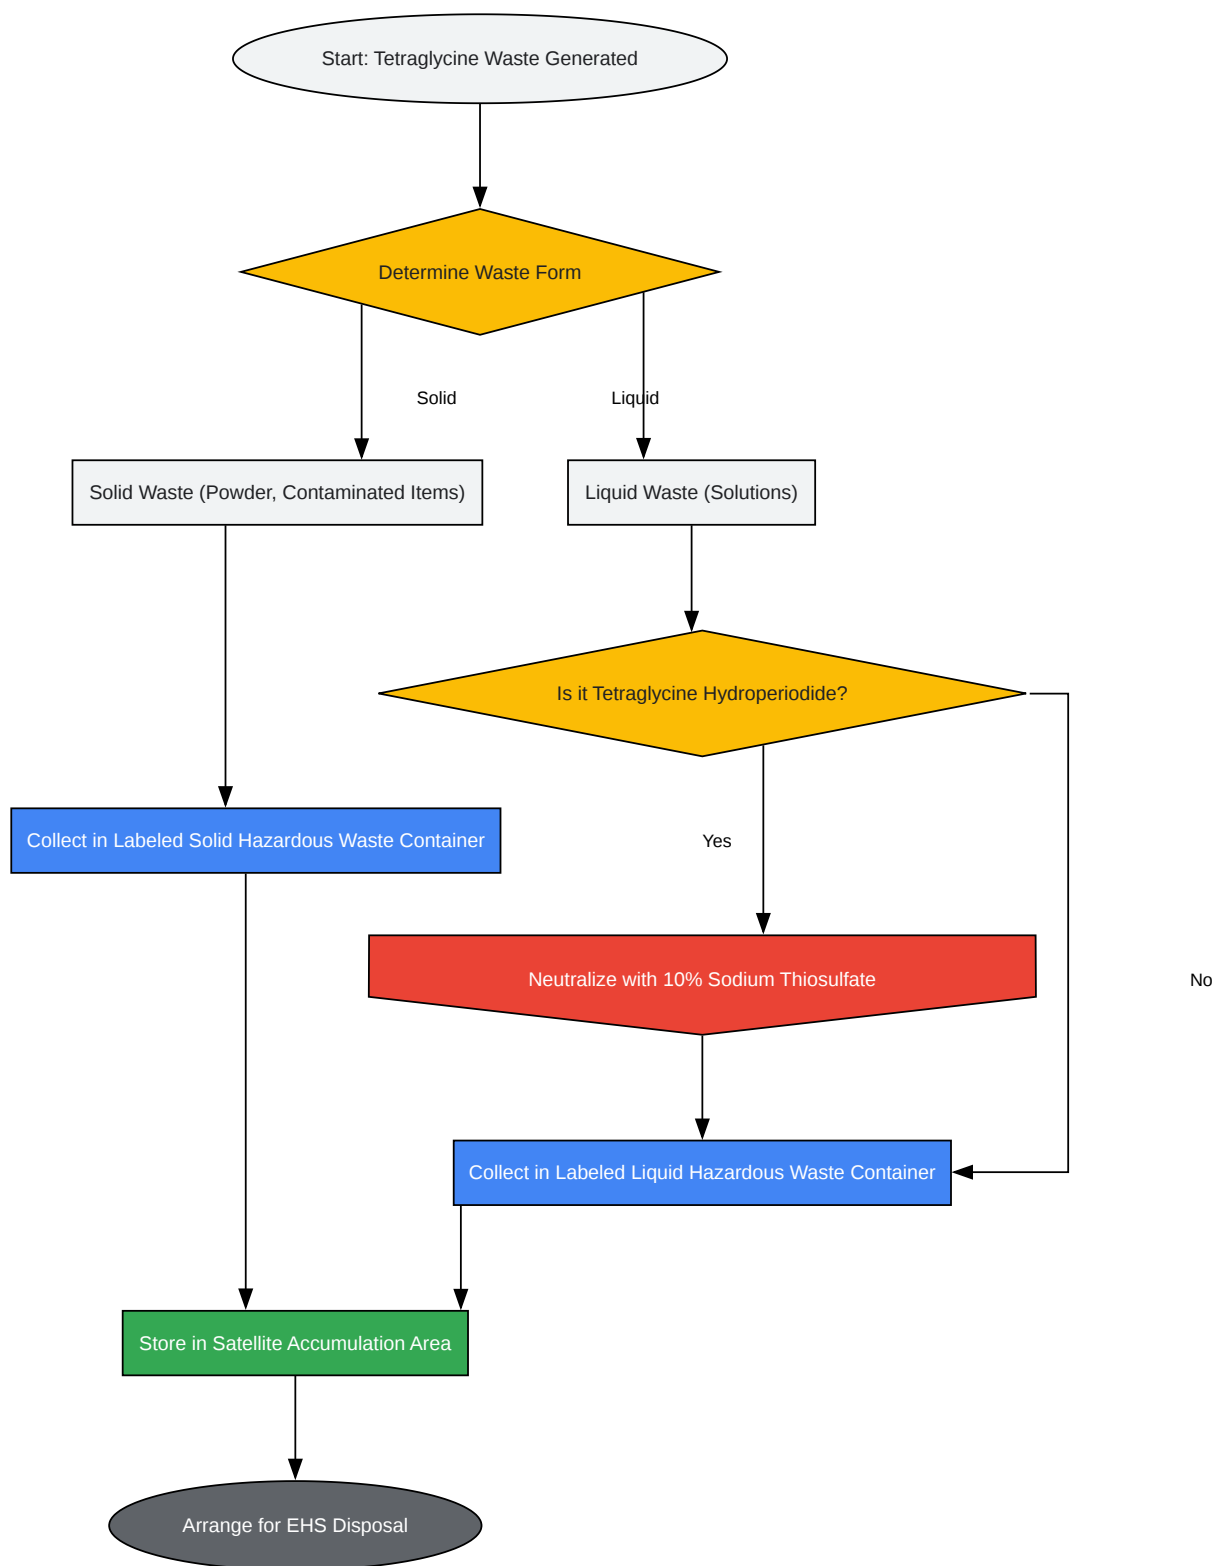 Start: Tetraglycine Waste Generated
Determine Waste Form
Solid
Liquid
Solid Waste (Powder, Contaminated Items)
Liquid Waste (Solutions)
Is it Tetraglycine Hydroperiodide?
Collect in Labeled Solid Hazardous Waste Container
Yes
Neutralize with 10% Sodium Thiosulfate
No
Collect in Labeled Liquid Hazardous Waste Container
Store in Satellite Accumulation Area
Arrange for EHS Disposal